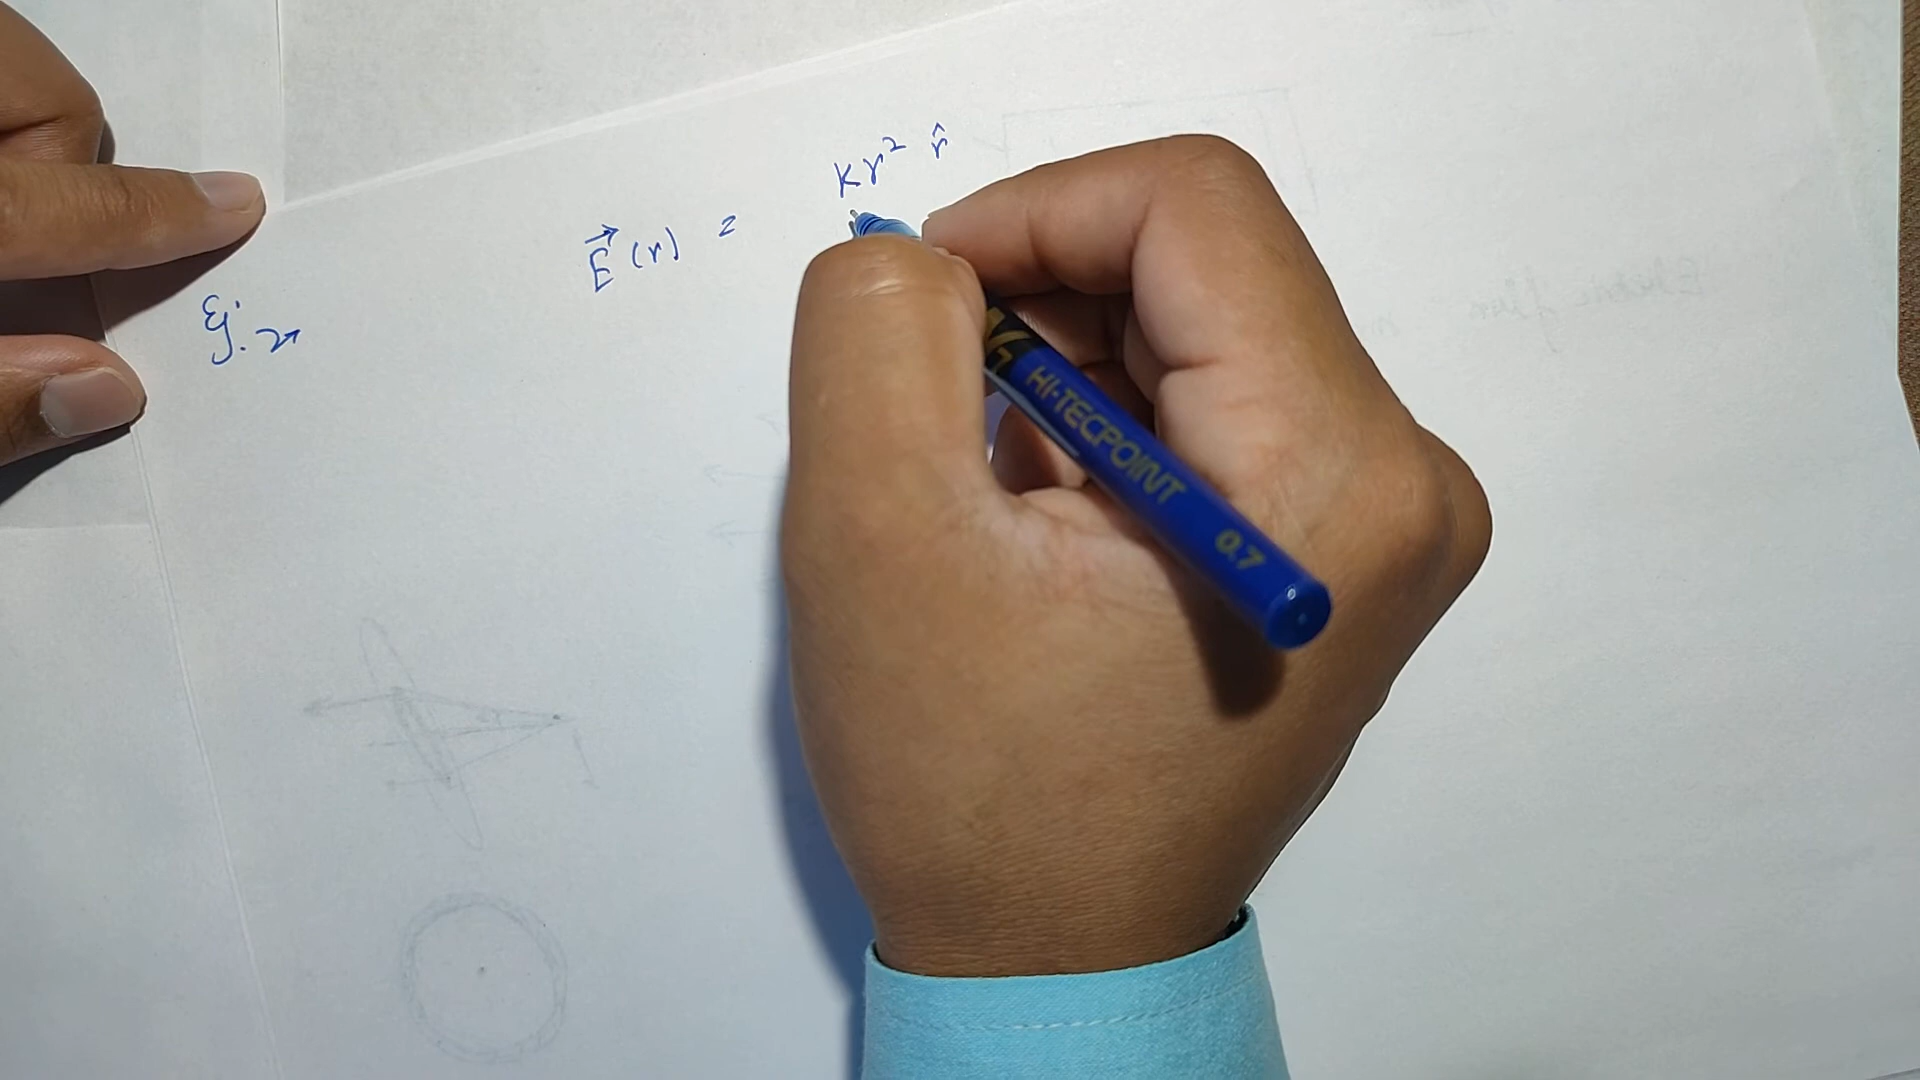 E⃗ (r) = Kr² r̂
Eg. 2→
HI-TECPOINT 0.7